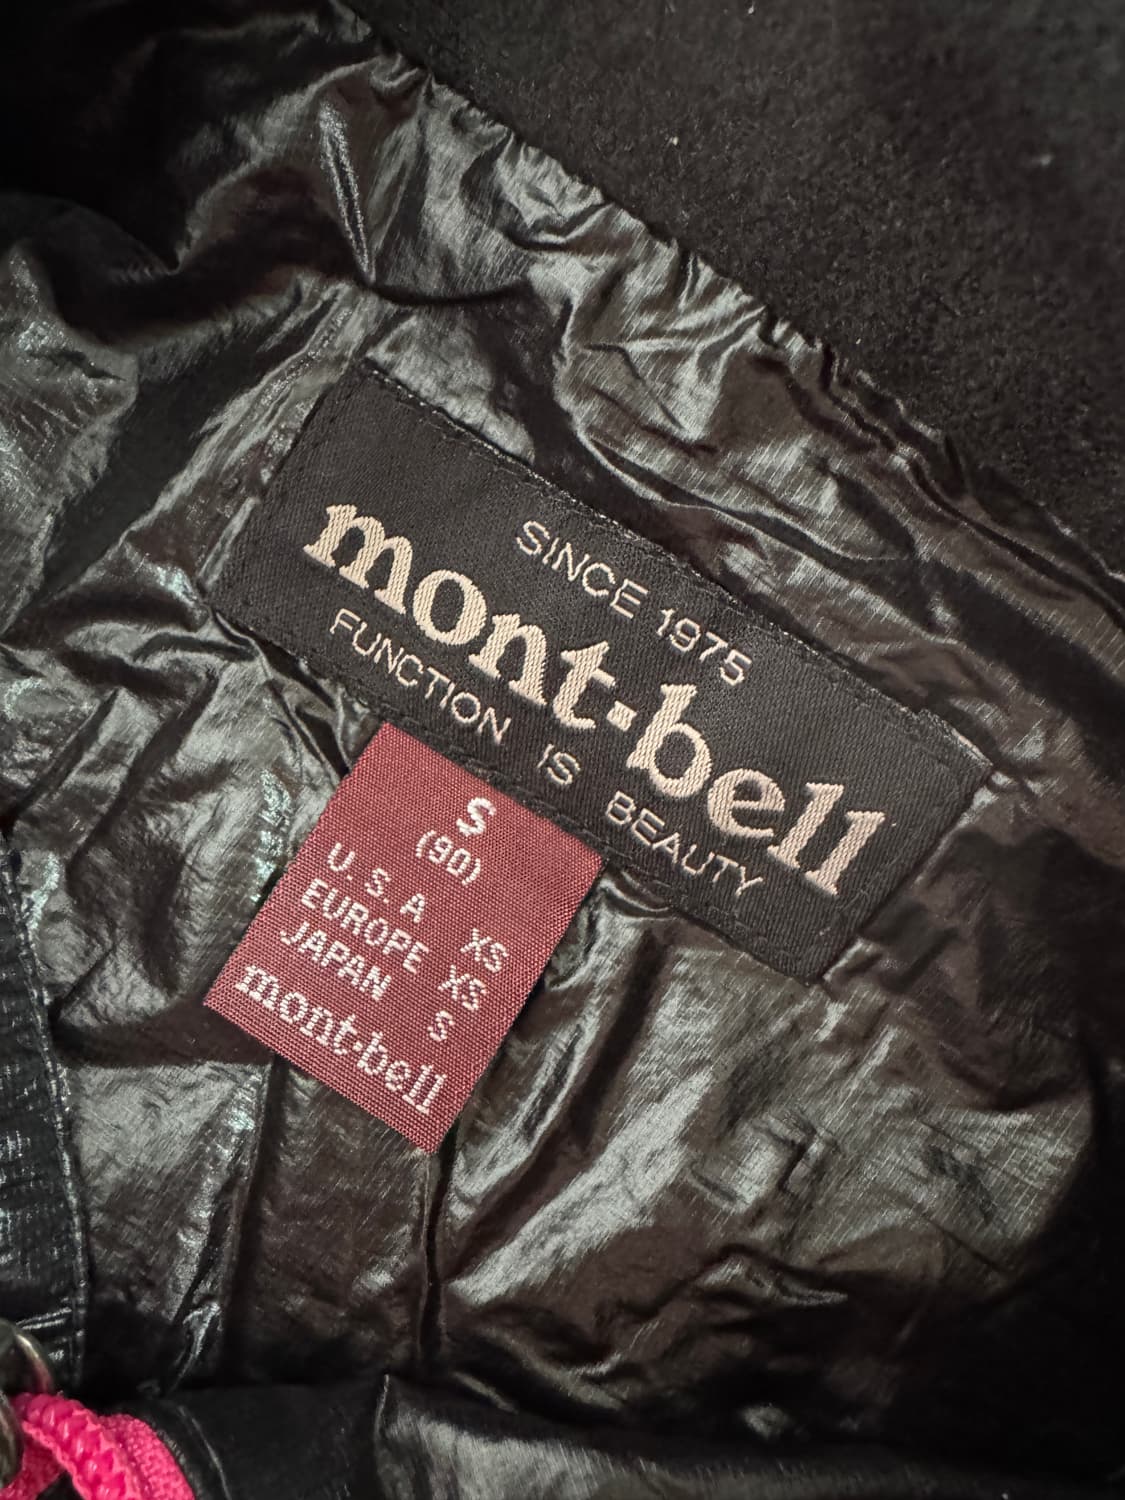 SINCE 1975
mont·bell
FUNCTION IS BEAUTY
S
(90)
U.S.A XS
EUROPE XS
JAPAN S
mont·bell